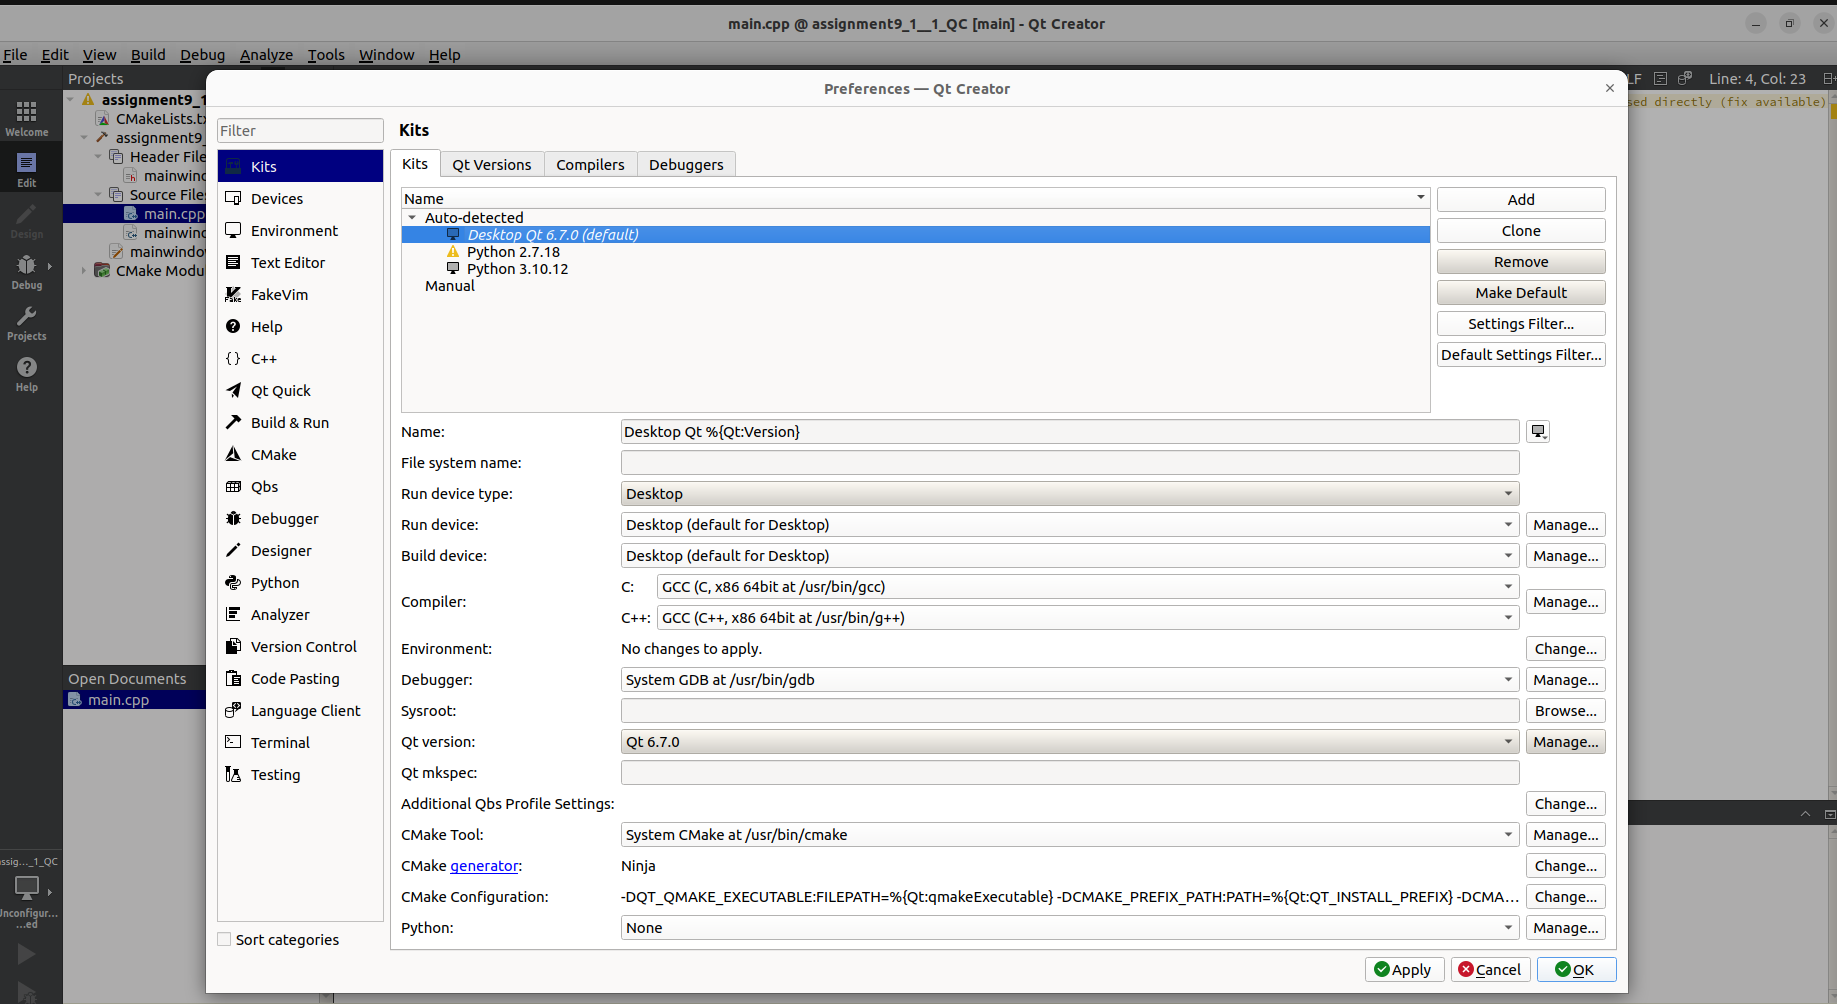 main.cpp @ assignment9_1__1_QC [main] - Qt Creator
File Edit View Build Debug Analyze Tools Window Help
Projects
Line: 4, Col: 23
Welcome
Edit
Design
Debug
Projects
Help
assignment9_1
CMakeLists.tx
assignment9_
Header File
mainwind
Source File
main.cpp
mainwind
mainwindo
CMake Modu
sed directly (fix available)
Open Documents
main.cpp
ssig..._1_QC
Unconfigur...
...ed
Preferences — Qt Creator
Filter
Kits
Devices
Environment
Text Editor
FakeVim
Help
C++
Qt Quick
Build & Run
CMake
Qbs
Debugger
Designer
Python
Analyzer
Version Control
Code Pasting
Language Client
Terminal
Testing
Sort categories
Kits
Kits Qt Versions Compilers Debuggers
Name
Auto-detected
Desktop Qt 6.7.0 (default)
Python 2.7.18
Python 3.10.12
Manual
Add
Clone
Remove
Make Default
Settings Filter...
Default Settings Filter...
Name: Desktop Qt %{Qt:Version}
File system name:
Run device type: Desktop
Run device: Desktop (default for Desktop) Manage...
Build device: Desktop (default for Desktop) Manage...
Compiler: C: GCC (C, x86 64bit at /usr/bin/gcc) Manage...
C++: GCC (C++, x86 64bit at /usr/bin/g++)
Environment: No changes to apply. Change...
Debugger: System GDB at /usr/bin/gdb Manage...
Sysroot: Browse...
Qt version: Qt 6.7.0 Manage...
Qt mkspec:
Additional Qbs Profile Settings: Change...
CMake Tool: System CMake at /usr/bin/cmake Manage...
CMake generator: Ninja Change...
CMake Configuration: -DQT_QMAKE_EXECUTABLE:FILEPATH=%{Qt:qmakeExecutable} -DCMAKE_PREFIX_PATH:PATH=%{Qt:QT_INSTALL_PREFIX} -DCMA... Change...
Python: None Manage...
Apply Cancel OK